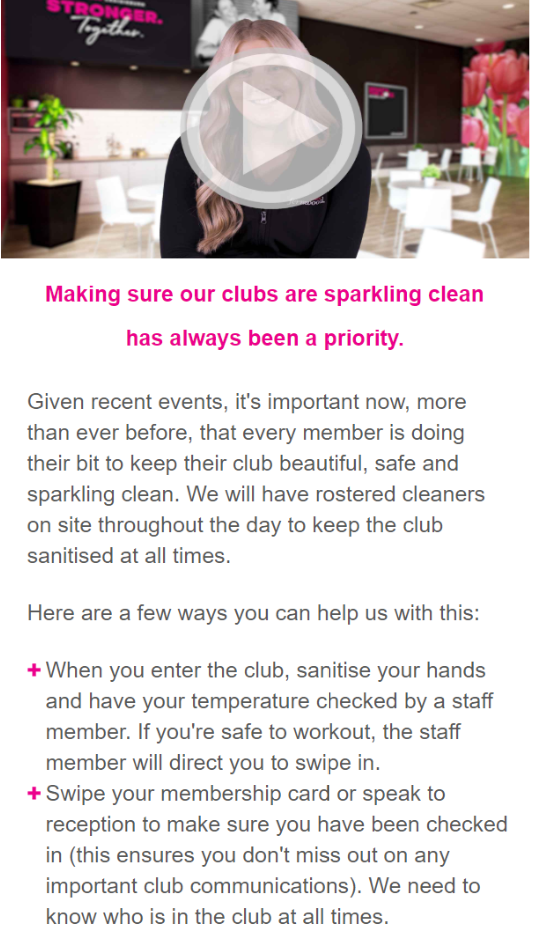 STRONGER.
Together.
Making sure our clubs are sparkling clean
has always been a priority.
Given recent events, it's important now, more
than ever before, that every member is doing
their bit to keep their club beautiful, safe and
sparkling clean. We will have rostered cleaners
on site throughout the day to keep the club
sanitised at all times.
Here are a few ways you can help us with this:
+ When you enter the club, sanitise your hands
and have your temperature checked by a staff
member. If you're safe to workout, the staff
member will direct you to swipe in.
+ Swipe your membership card or speak to
reception to make sure you have been checked
in (this ensures you don't miss out on any
important club communications). We need to
know who is in the club at all times.